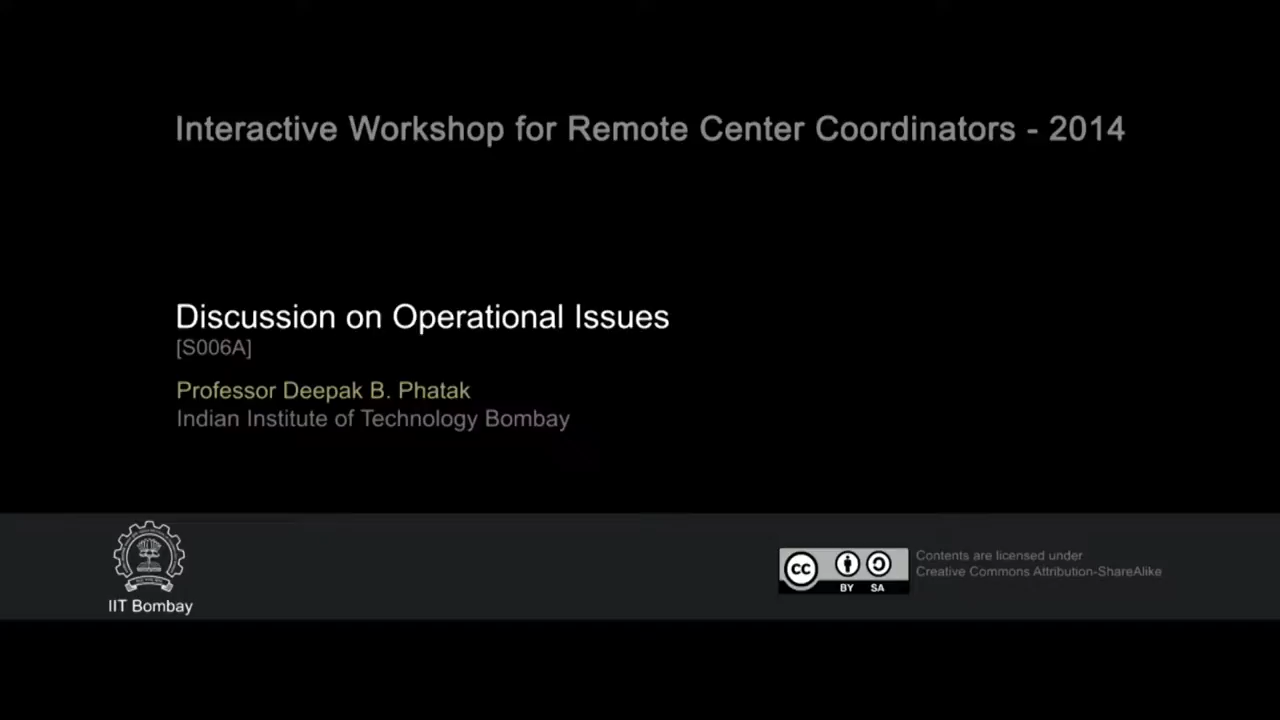 Interactive Workshop for Remote Center Coordinators - 2014
Discussion on Operational Issues
[S006A]
Professor Deepak B. Phatak
Indian Institute of Technology Bombay
IIT Bombay
cc
BY SA
Contents are licensed under
Creative Commons Attribution-ShareAlike